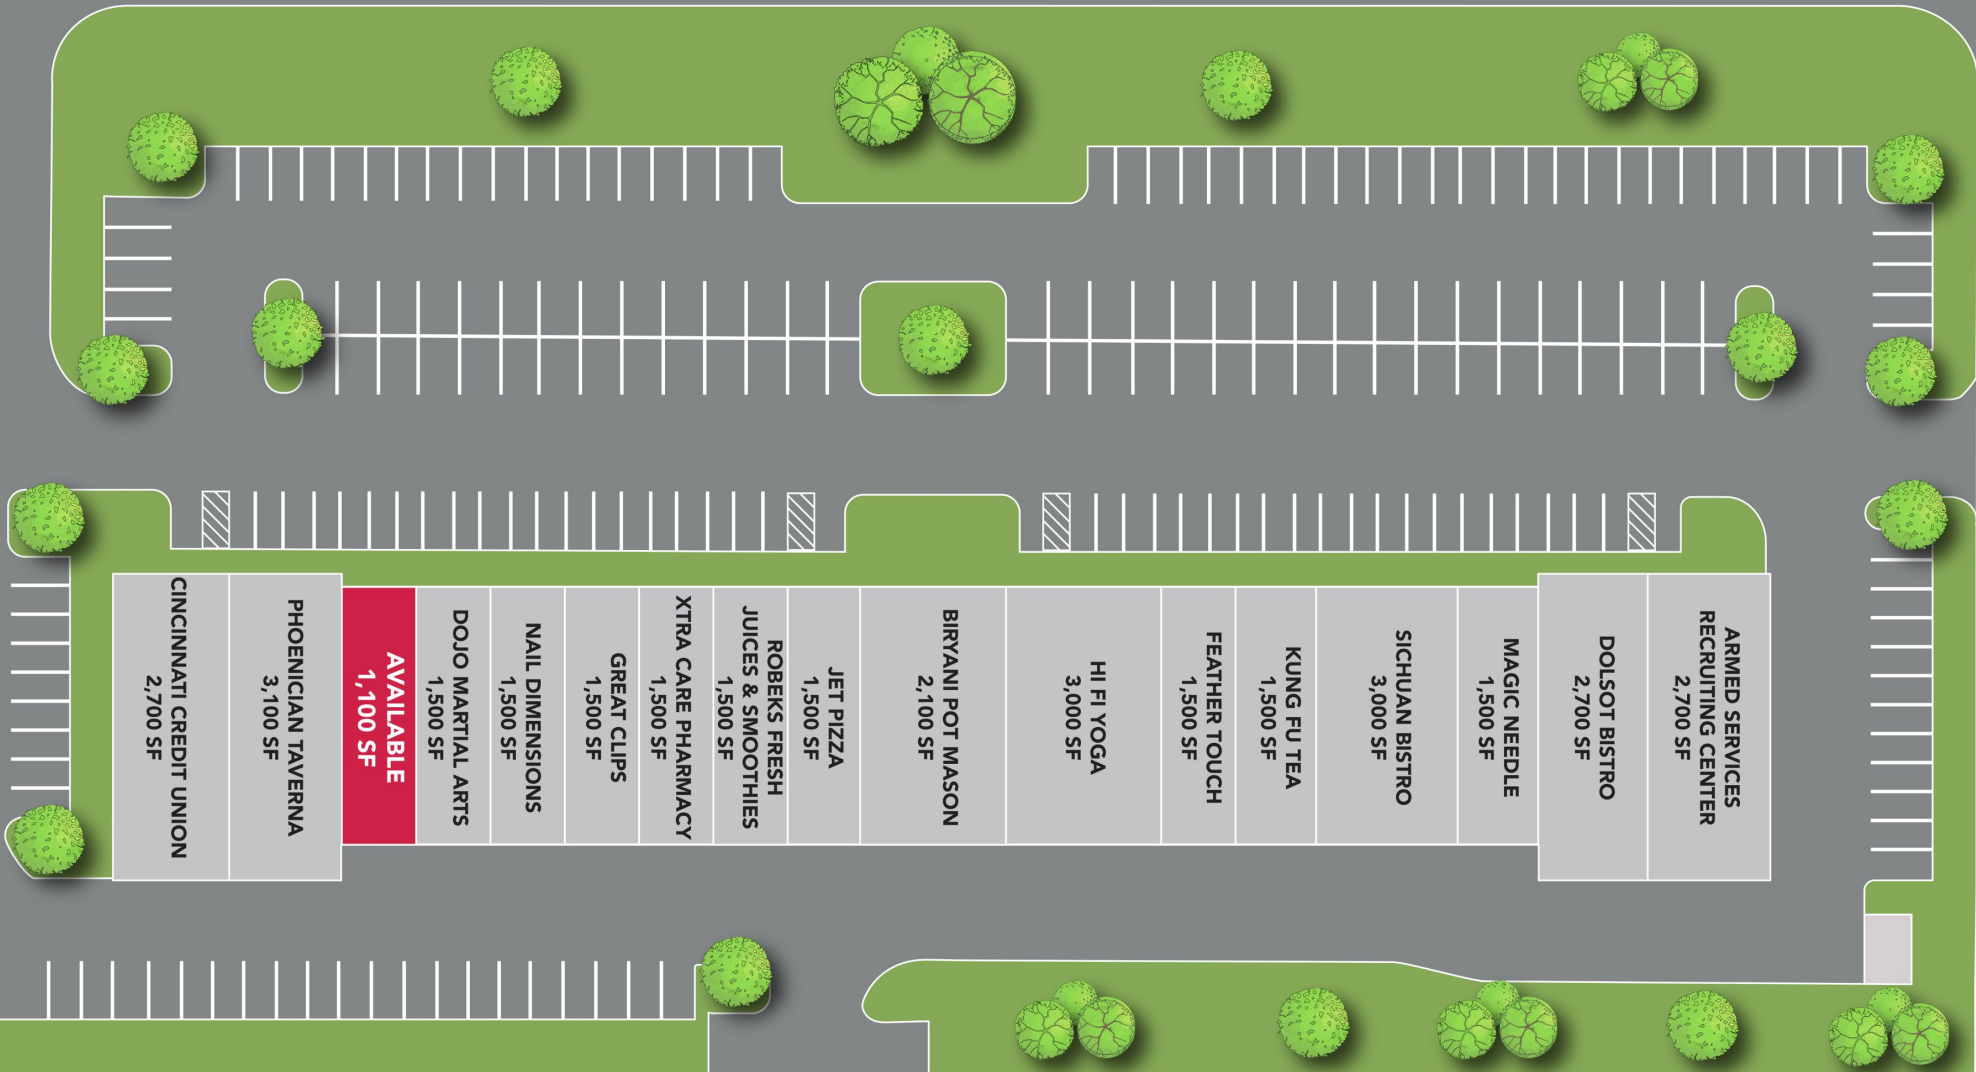 CINCINNATI CREDIT UNION
2,700 SF
PHOENICIAN TAVERNA
3,100 SF
AVAILABLE
1,100 SF
DOJO MARTIAL ARTS
1,500 SF
NAIL DIMENSIONS
1,500 SF
GREAT CLIPS
1,500 SF
XTRA CARE PHARMACY
1,500 SF
ROBEKS FRESH
JUICES & SMOOTHIES
1,500 SF
JET PIZZA
1,500 SF
BIRYANI POT MASON
2,100 SF
HI FI YOGA
3,000 SF
FEATHER TOUCH
1,500 SF
KUNG FU TEA
1,500 SF
SICHUAN BISTRO
3,000 SF
MAGIC NEEDLE
1,500 SF
DOLSOT BISTRO
2,700 SF
ARMED SERVICES
RECRUITING CENTER
2,700 SF